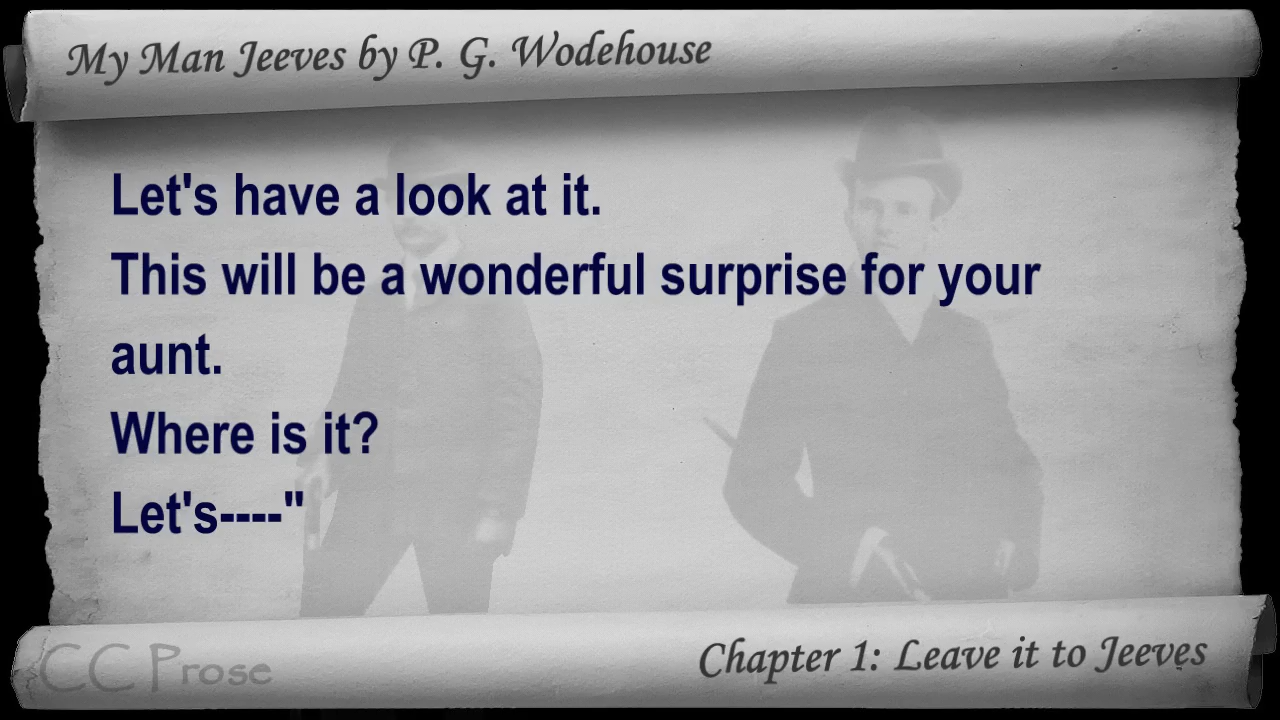 My Man Jeeves by P. G. Wodehouse
Let's have a look at it.
This will be a wonderful surprise for your
aunt.
Where is it?
Let's----"
CC Prose
Chapter 1: Leave it to Jeeves